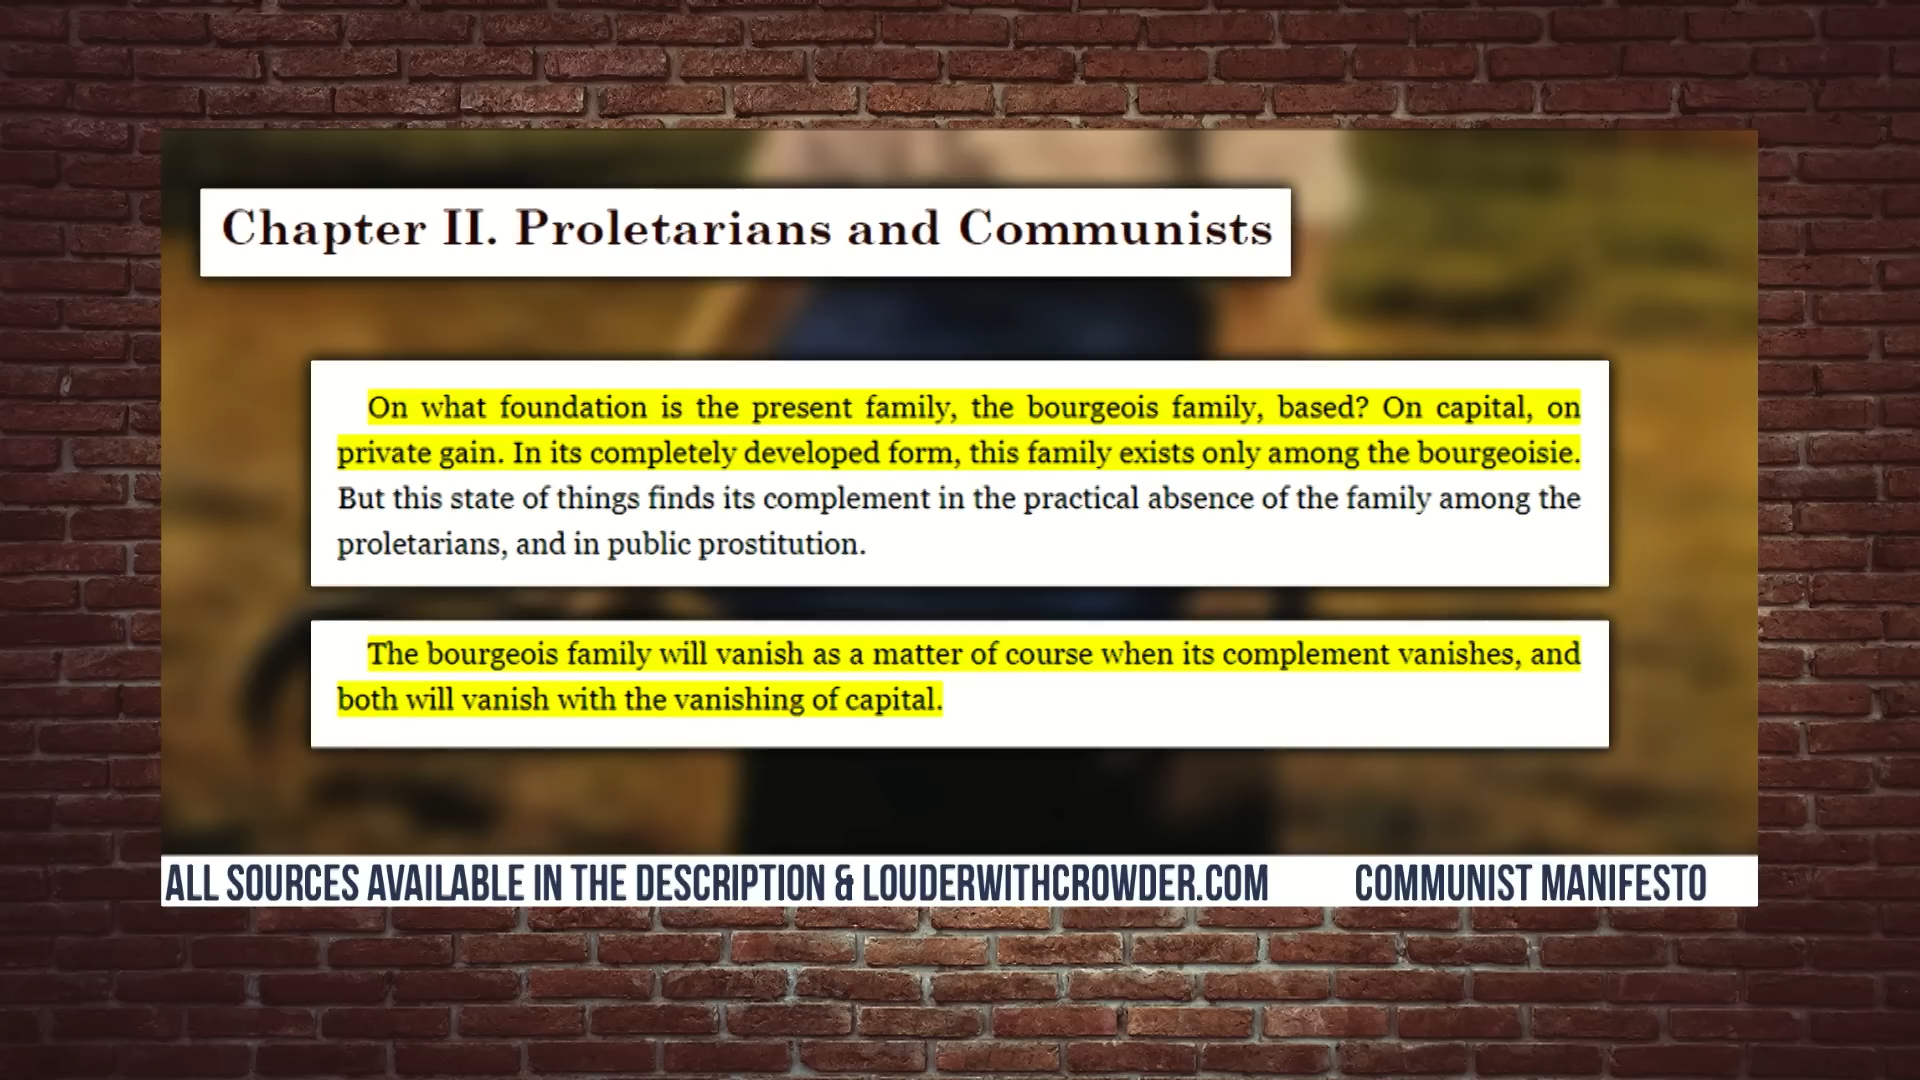 Chapter II. Proletarians and Communists
On what foundation is the present family, the bourgeois family, based? On capital, on
private gain. In its completely developed form, this family exists only among the bourgeoisie.
But this state of things finds its complement in the practical absence of the family among the
proletarians, and in public prostitution.
The bourgeois family will vanish as a matter of course when its complement vanishes, and
both will vanish with the vanishing of capital.
ALL SOURCES AVAILABLE IN THE DESCRIPTION & LOUDERWITHCROWDER.COM COMMUNIST MANIFESTO